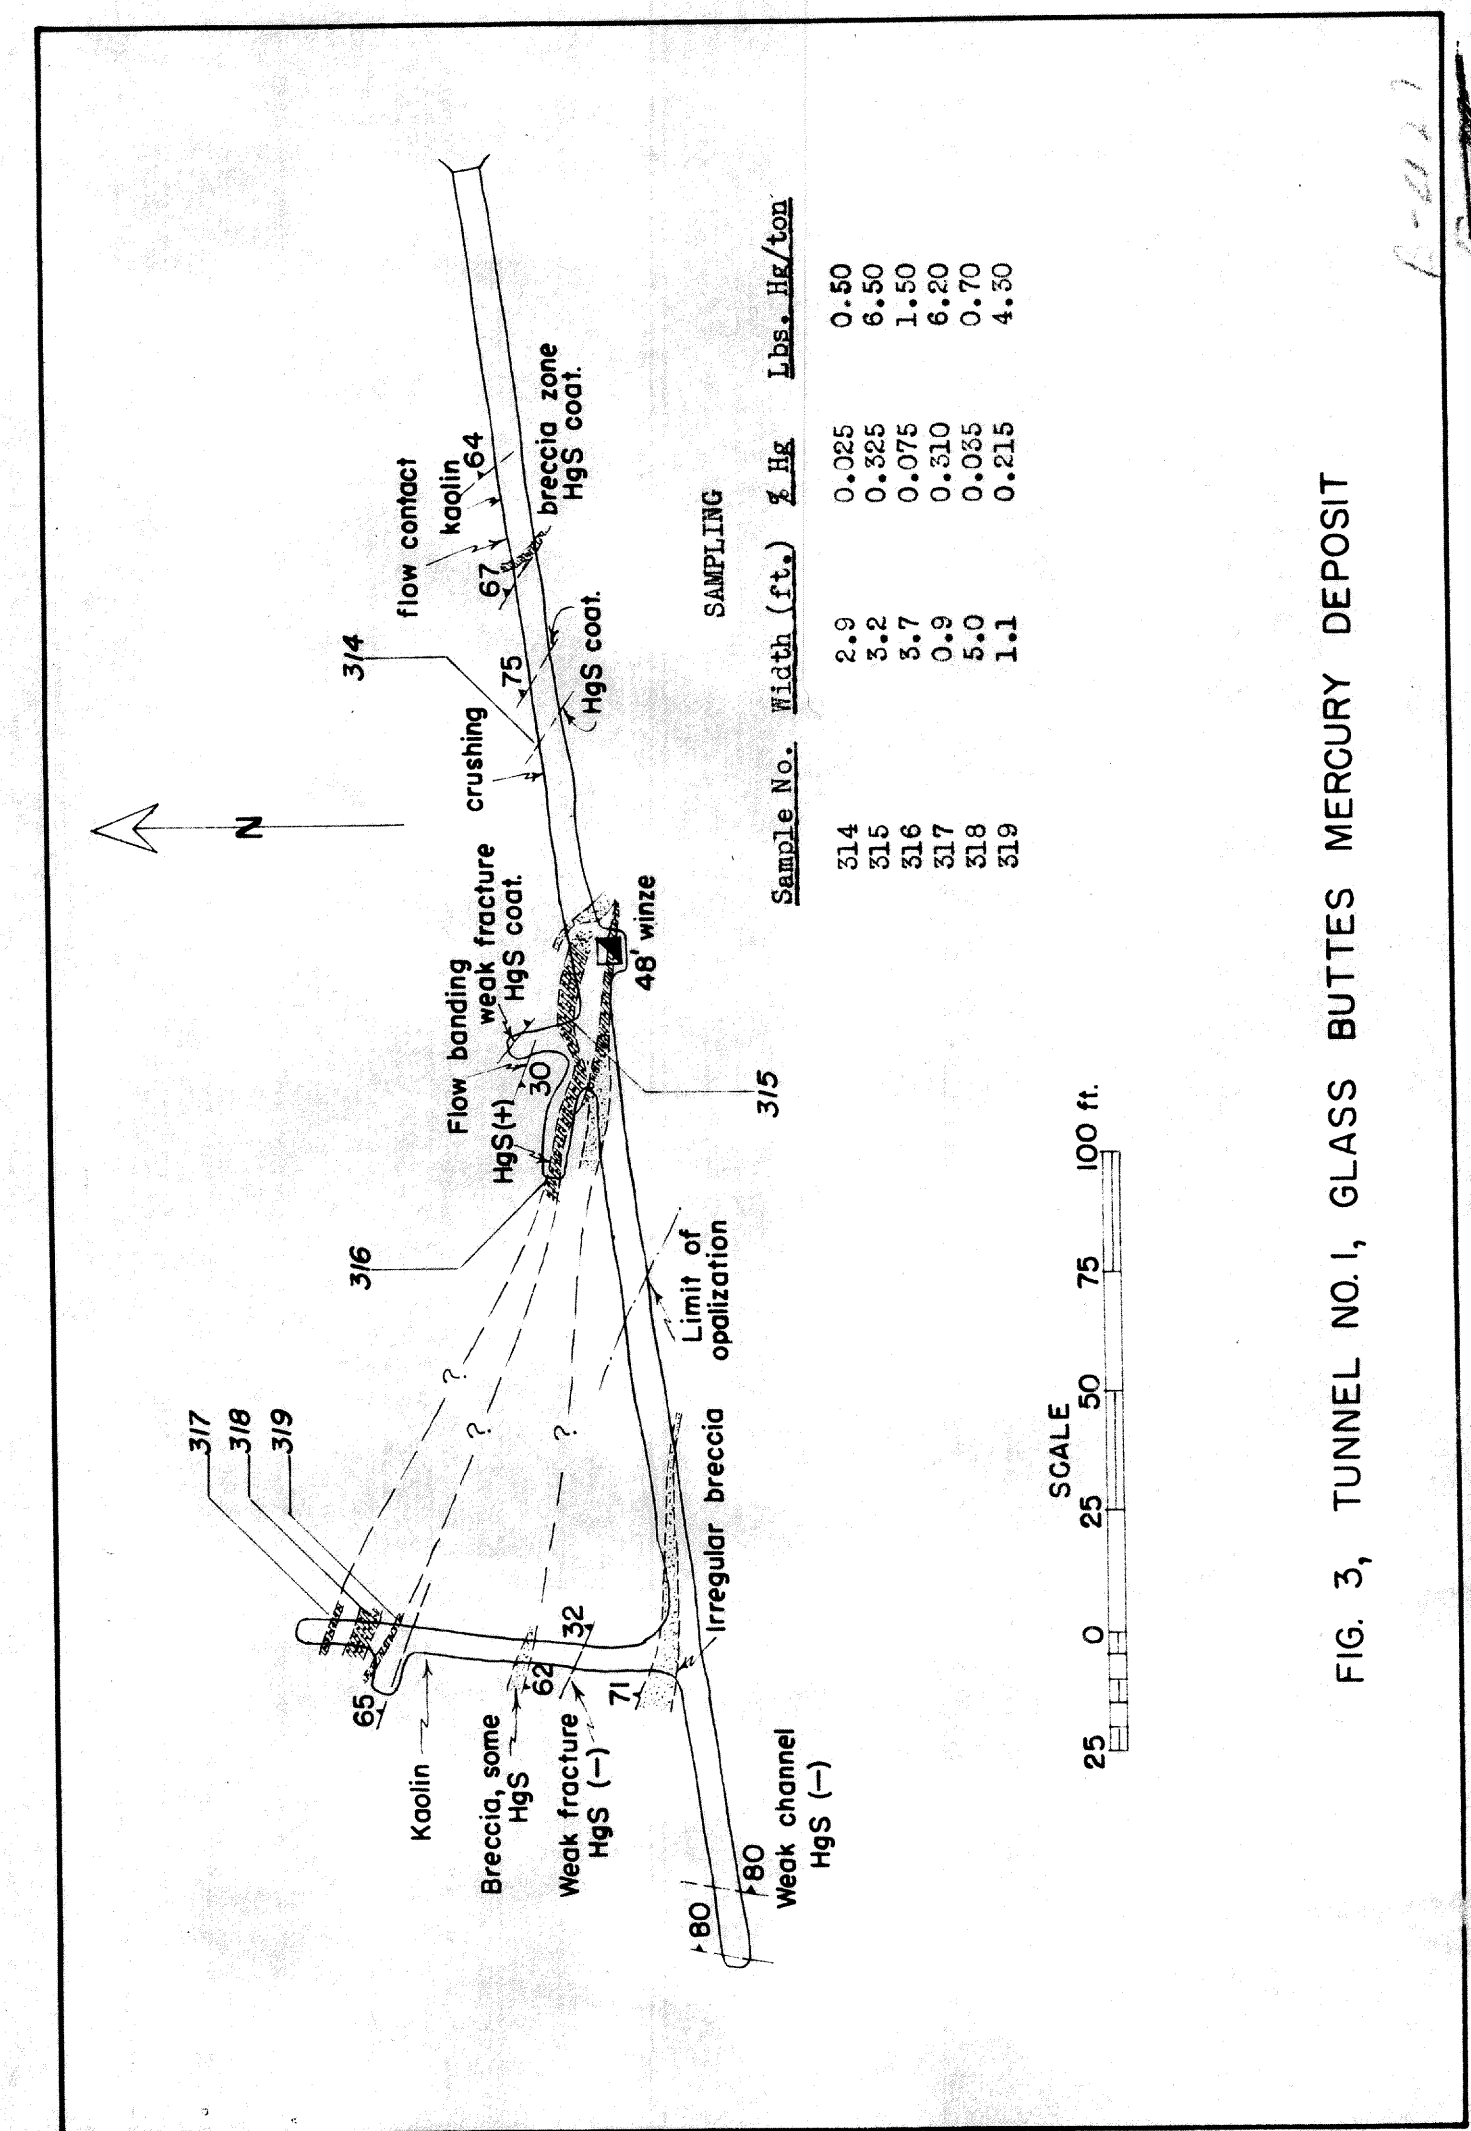 N
317
318
319
316
314
315
flow contact
kaolin
64
breccia zone
HgS coat.
67
75
HgS coat.
crushing
Flow banding
weak fracture
HgS coat.
30
HgS (+)
48' winze
?
?
?
Limit of
opalization
Irregular breccia
65
Kaolin
Breccia, some
HgS
62
32
Weak fracture
HgS (—)
71
80
80
Weak channel
HgS (—)
SAMPLING
Sample No. Width (ft.) % Hg Lbs. Hg/ton
314 2.9 0.025 0.50
315 3.2 0.325 6.50
316 3.7 0.075 1.50
317 0.9 0.310 6.20
318 5.0 0.035 0.70
319 1.1 0.215 4.30
SCALE
25 0 25 50 75 100 ft.
FIG. 3, TUNNEL NO. 1, GLASS BUTTES MERCURY DEPOSIT